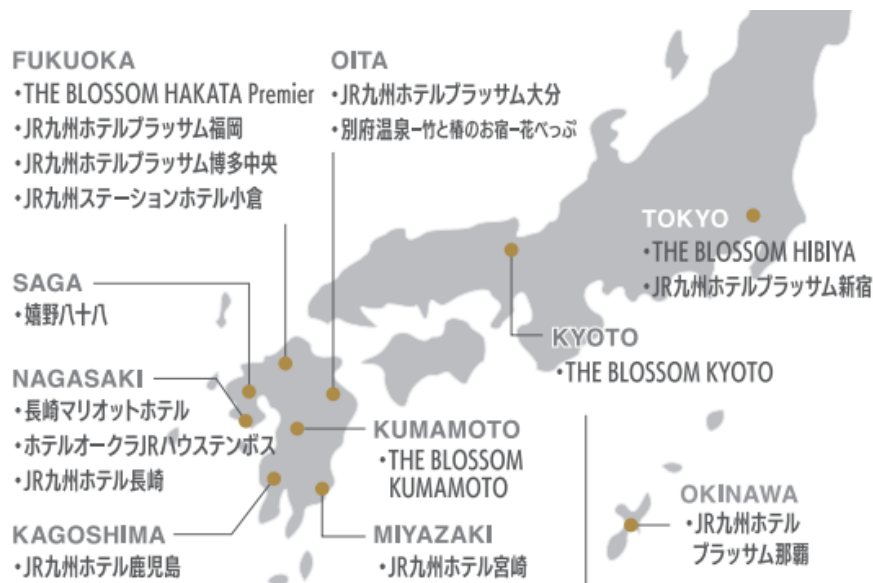 FUKUOKA
・THE BLOSSOM HAKATA Premier
・JR九州ホテルブラッサム福岡
・JR九州ホテルブラッサム博多中央
・JR九州ステーションホテル小倉
OITA
・JR九州ホテルブラッサム大分
・別府温泉ー竹と椿のお宿ー花べっぷ
TOKYO
・THE BLOSSOM HIBIYA
・JR九州ホテルブラッサム新宿
SAGA
・嬉野八十八
KYOTO
・THE BLOSSOM KYOTO
NAGASAKI
・長崎マリオットホテル
・ホテルオークラJRハウステンボス
・JR九州ホテル長崎
KUMAMOTO
・THE BLOSSOM
KUMAMOTO
OKINAWA
・JR九州ホテル
ブラッサム那覇
KAGOSHIMA
・JR九州ホテル鹿児島
MIYAZAKI
・JR九州ホテル宮崎